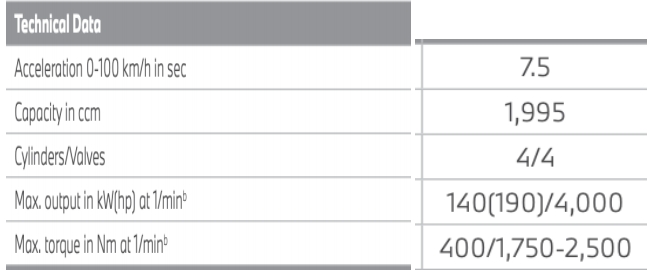 Technical Data
Acceleration 0-100 km/h in sec 7.5
Capacity in ccm 1,995
Cylinders/Valves 4/4
Max. output in kW(hp) at 1/minᵇ 140(190)/4,000
Max. torque in Nm at 1/minᵇ 400/1,750-2,500